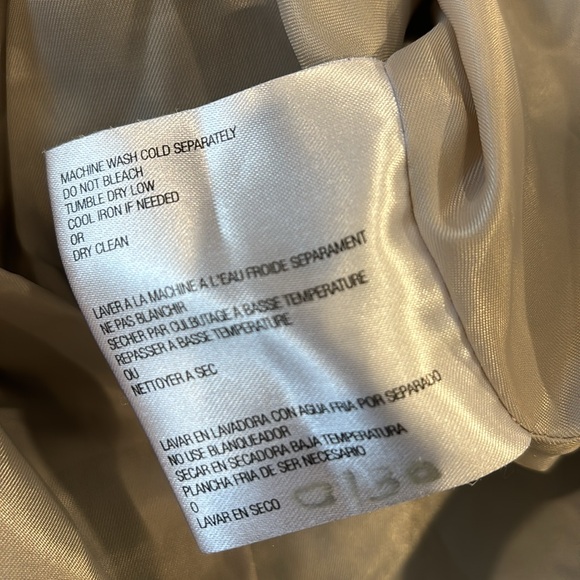 MACHINE WASH COLD SEPARATELY
DO NOT BLEACH
TUMBLE DRY LOW
COOL IRON IF NEEDED
OR
DRY CLEAN
LAVER A LA MACHINE A L'EAU FROIDE SEPARAMENT
NE PAS BLANCHIR
SECHER PAR CULBUTAGE A BASSE TEMPERATURE
REPASSER A BASSE TEMPERATURE
OU
NETTOYER A SEC
LAVAR EN LAVADORA CON AGUA FRIA POR SEPARADO
NO USE BLANQUEADOR
SECAR EN SECADORA BAJA TEMPERATURA
PLANCHA FRIA DE SER NECESARIO
O
LAVAR EN SECO